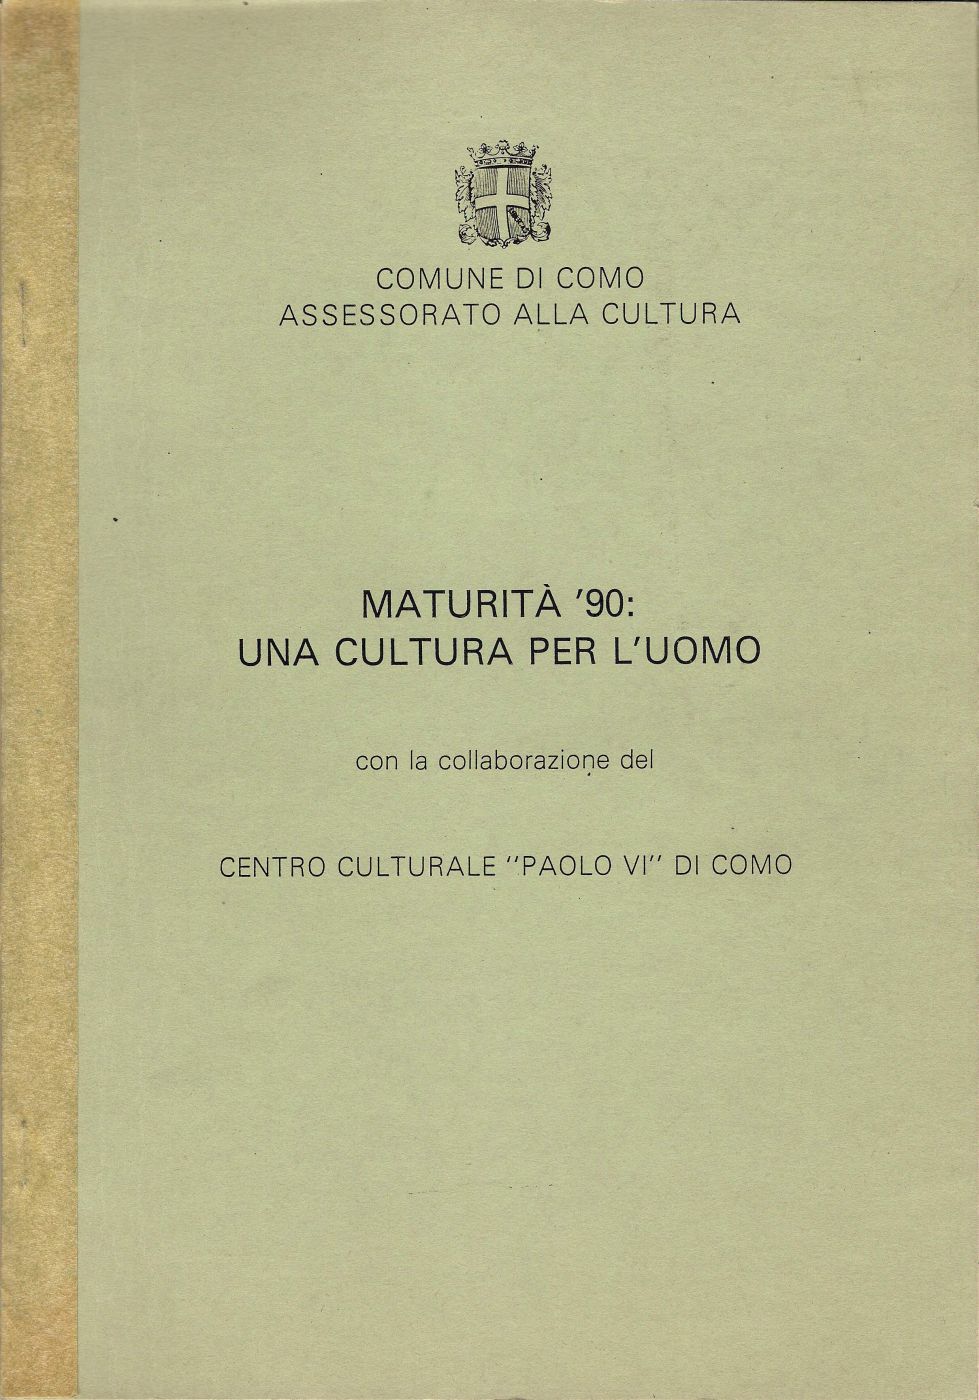 COMUNE DI COMO
ASSESSORATO ALLA CULTURA
MATURITÀ '90:
UNA CULTURA PER L'UOMO
con la collaborazione del
CENTRO CULTURALE "PAOLO VI" DI COMO